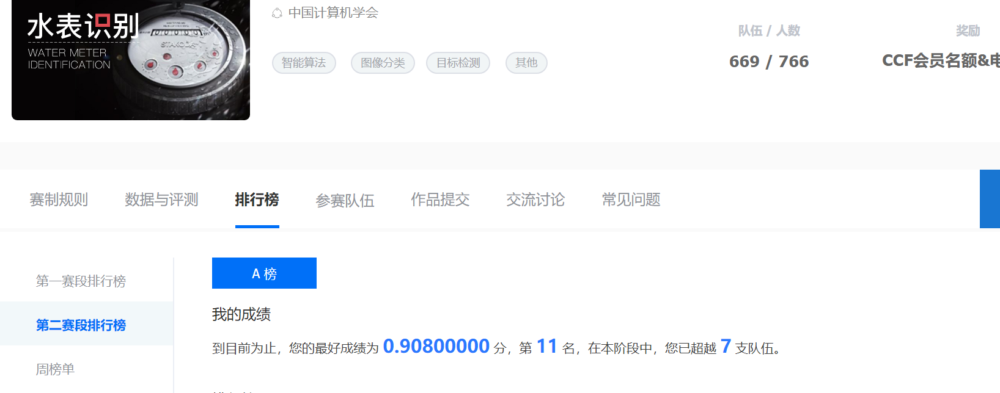 水表识别
WATER METER
IDENTIFICATION
中国计算机学会
智能算法 图像分类 目标检测 其他
队伍 / 人数
669 / 766
奖励
CCF会员名额&电
赛制规则 数据与评测 排行榜 参赛队伍 作品提交 交流讨论 常见问题
第一赛段排行榜
第二赛段排行榜
周榜单
A 榜
我的成绩
到目前为止，您的最好成绩为 0.90800000 分，第 11 名，在本阶段中，您已超越 7 支队伍。